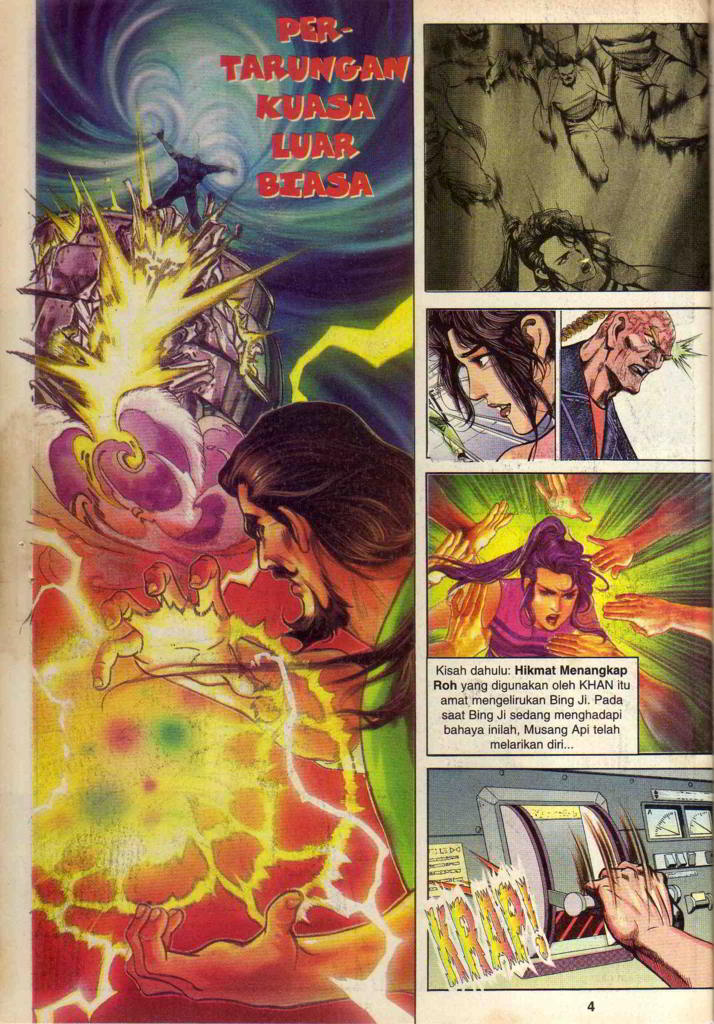 PER-
TARUNGAN
KUASA
LUAR
BIASA
Kisah dahulu: Hikmat Menangkap
Roh yang digunakan oleh KHAN itu
amat mengelirukan Bing Ji. Pada
saat Bing Ji sedang menghadapi
bahaya inilah, Musang Api telah
melarikan diri...
KRAP!
4